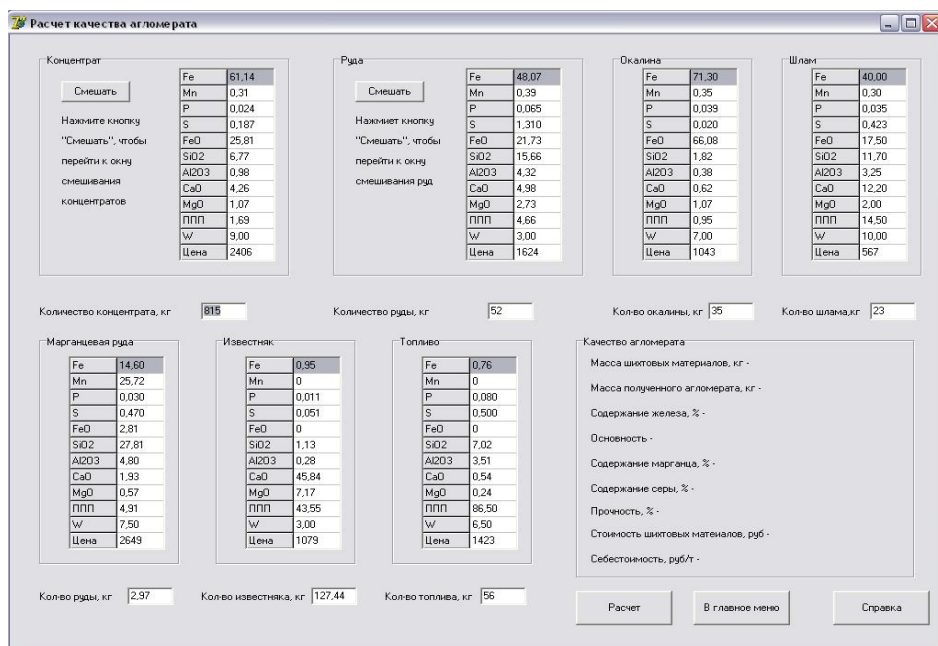 Расчет качества агломерата
Концентрат
Смешать
Нажмите кнопку
"Смешать", чтобы
перейти к окну
смешивания
концентратов
Fe 61,14
Mn 0,31
P 0,024
S 0,187
FeO 25,81
SiO2 6,77
Al2O3 0,98
CaO 4,26
MgO 1,07
ППП 1,69
W 9,00
Цена 2406
Руда
Смешать
Нажмиет кнопку
"Смешать", чтобы
перейти к окну
смешивания руд
Fe 48,07
Mn 0,39
P 0,065
S 1,310
FeO 21,73
SiO2 15,66
Al2O3 4,32
CaO 4,98
MgO 2,73
ППП 4,66
W 3,00
Цена 1624
Окалина
Fe 71,30
Mn 0,35
P 0,039
S 0,020
FeO 66,08
SiO2 1,82
Al2O3 0,38
CaO 0,62
MgO 1,07
ППП 0,95
W 7,00
Цена 1043
Шлам
Fe 40,00
Mn 0,30
P 0,035
S 0,423
FeO 17,50
SiO2 11,70
Al2O3 3,25
CaO 12,20
MgO 2,00
ППП 14,50
W 10,00
Цена 567
Количество концентрата, кг 815
Количество руды, кг 52
Кол-во окалины, кг 35
Кол-во шлама,кг 23
Марганцевая руда
Fe 14,60
Mn 25,72
P 0,030
S 0,470
FeO 2,81
SiO2 27,81
Al2O3 4,80
CaO 1,93
MgO 0,57
ППП 4,91
W 7,50
Цена 2649
Известняк
Fe 0,95
Mn 0
P 0,011
S 0,051
FeO 0
SiO2 1,13
Al2O3 0,28
CaO 45,84
MgO 7,17
ППП 43,55
W 3,00
Цена 1079
Топливо
Fe 0,76
Mn 0
P 0,080
S 0,500
FeO 0
SiO2 7,02
Al2O3 3,51
CaO 0,54
MgO 0,24
ППП 86,50
W 6,50
Цена 1423
Качество агломерата
Масса шихтовых материалов, кг -
Масса полученного агломерата, кг -
Содержание железа, % -
Основность -
Содержание марганца, % -
Содержание серы, % -
Прочность, % -
Стоимость шихтовых матеиалов, руб -
Себестоимость, руб/т -
Кол-во руды, кг 2,97
Кол-во известняка, кг 127,44
Кол-во топлива, кг 56
Расчет
В главное меню
Справка